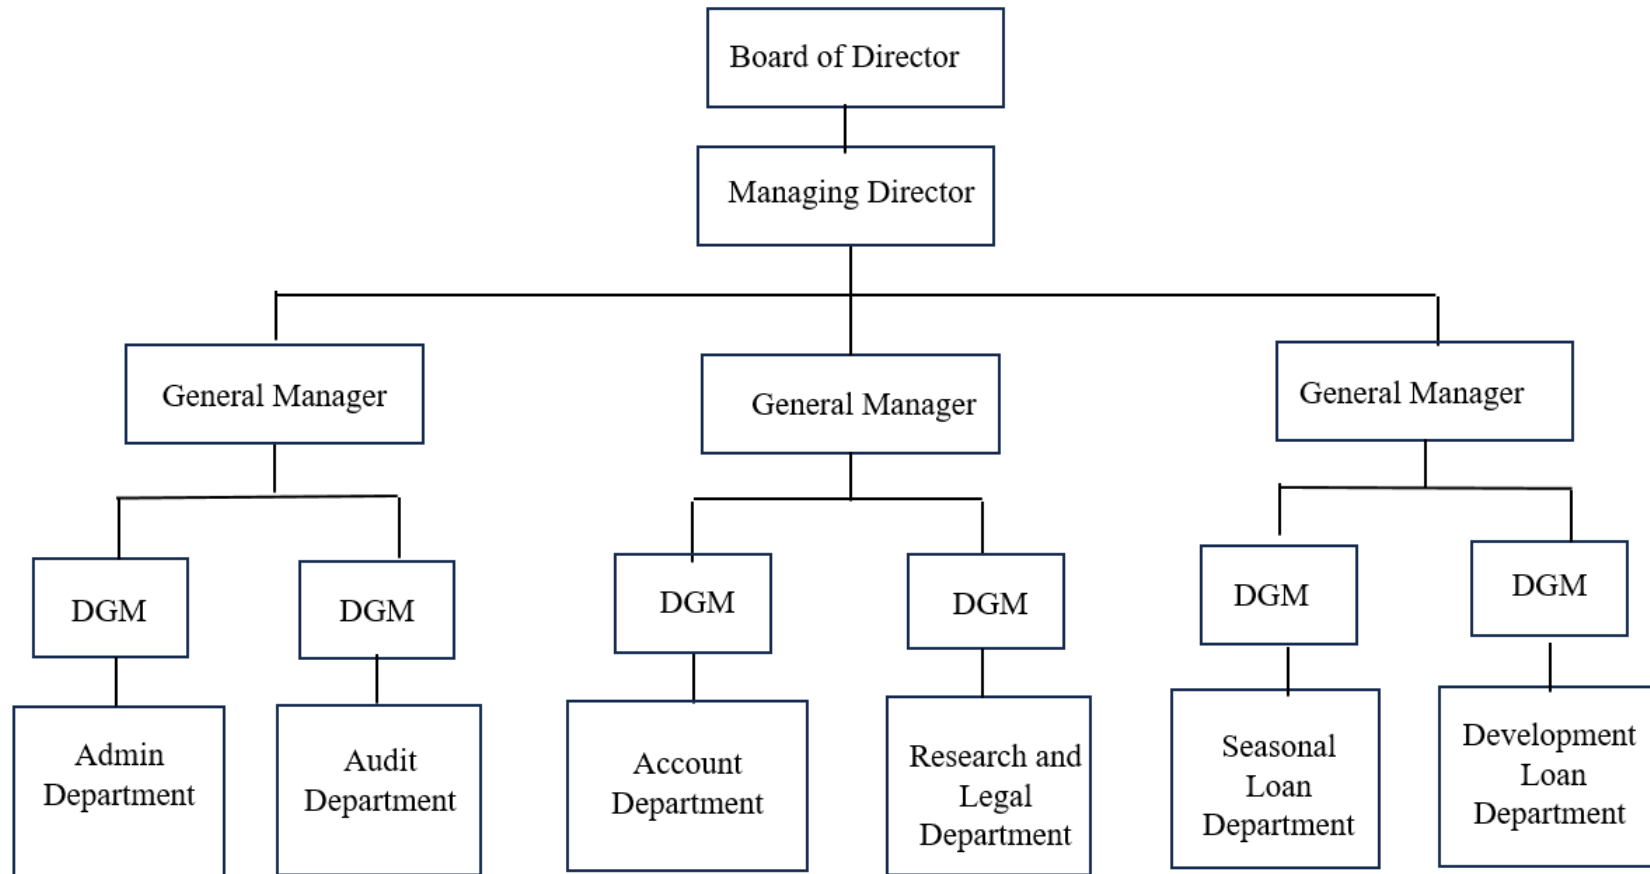 Board of Director
Managing Director
General Manager
General Manager
General Manager
DGM
DGM
DGM
DGM
DGM
DGM
Admin
Department
Audit
Department
Account
Department
Research and
Legal
Department
Seasonal
Loan
Department
Development
Loan
Department